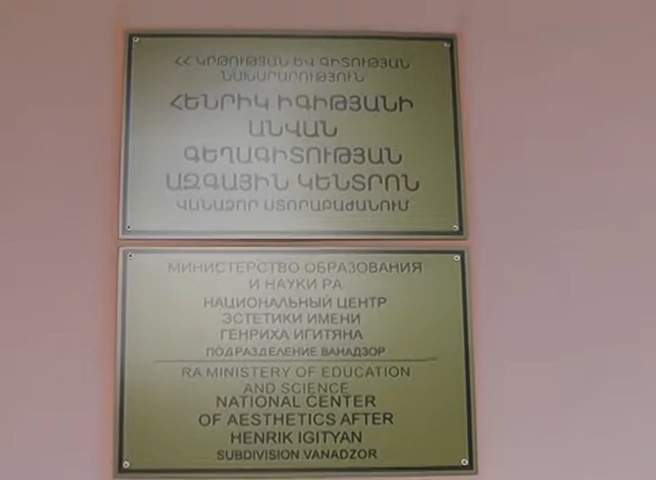 ՀՀ ԿՐԹՈՒԹՅԱՆ ԵՎ ԳԻՏՈՒԹՅԱՆ
ՆԱԽԱՐԱՐՈՒԹՅՈՒՆ
ՀԵՆՐԻԿ ԻԳԻԹՅԱՆԻ
ԱՆՎԱՆ
ԳԵՂԱԳԻՏՈՒԹՅԱՆ
ԱԶԳԱՅԻՆ ԿԵՆՏՐՈՆ
ՎԱՆԱՁՈՐ ՍՏՈՐԱԲԱԺԱՆՈՒՄ
МИНИСТЕРСТВО ОБРАЗОВАНИЯ
И НАУКИ РА
НАЦИОНАЛЬНЫЙ ЦЕНТР
ЭСТЕТИКИ ИМЕНИ
ГЕНРИХА ИГИТЯНА
ПОДРАЗДЕЛЕНИЕ ВАНАДЗОР
RA MINISTERY OF EDUCATION
AND SCIENCE
NATIONAL CENTER
OF AESTHETICS AFTER
HENRIK IGITYAN
SUBDIVISION VANADZOR